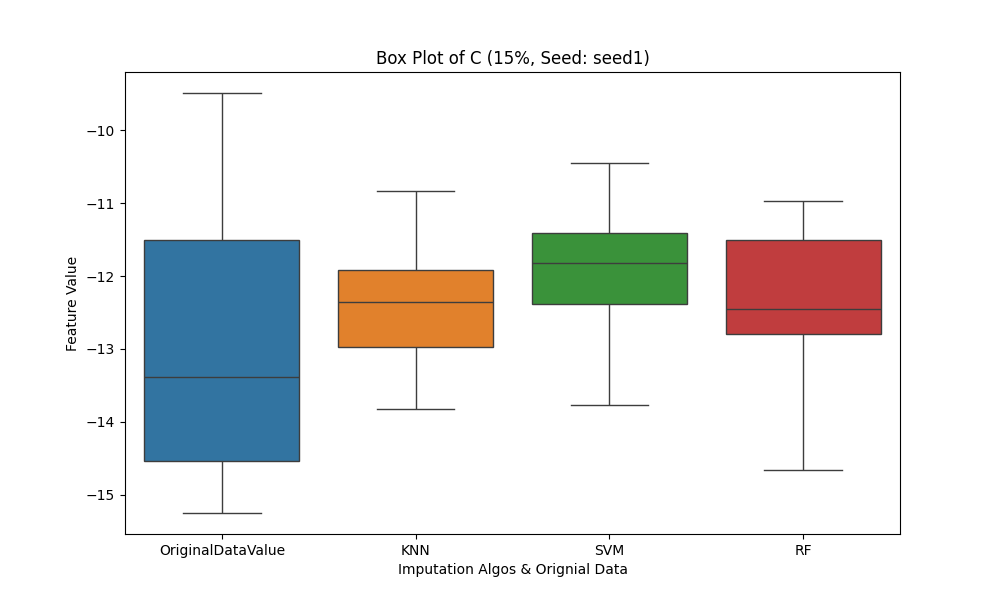 Box Plot of C (15%, Seed: seed1)
Feature Value
−10
−11
−12
−13
−14
−15
OriginalDataValue
KNN
SVM
RF
Imputation Algos & Orignial Data